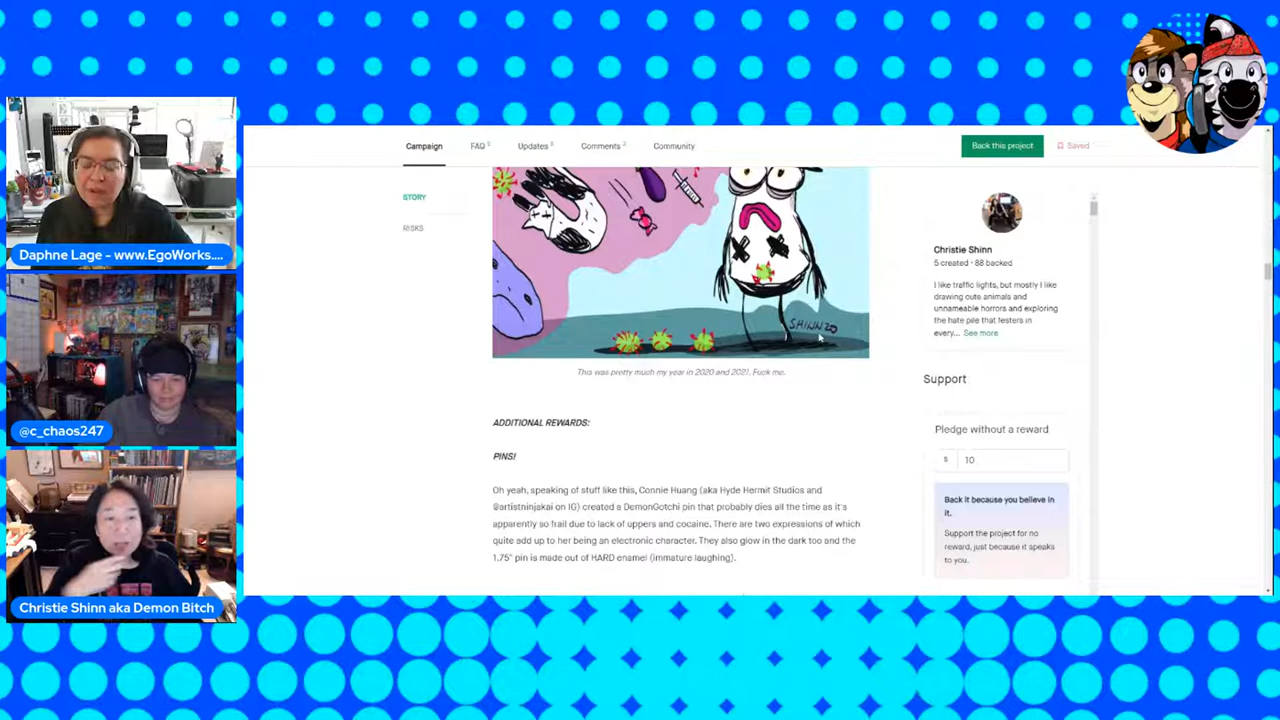 Daphne Lage - www.EgoWorks....
@c_chaos247
Christie Shinn aka Demon Bitch
Campaign
FAQ 5
Updates 8
Comments 2
Community
Back this project
Saved
STORY
RISKS
SHINN20
This was pretty much my year in 2020 and 2021. Fuck me.
ADDITIONAL REWARDS:
PINS!
Oh yeah, speaking of stuff like this, Connie Huang (aka Hyde Hermit Studios and
@artistninjakai on IG) created a DemonGotchi pin that probably dies all the time as it's
apparently so frail due to lack of uppers and cocaine. There are two expressions of which
quite add up to her being an electronic character. They also glow in the dark too and the
1.75" pin is made out of HARD enamel (immature laughing).
Christie Shinn
5 created · 88 backed
I like traffic lights, but mostly I like
drawing cute animals and
unnameable horrors and exploring
the hate pile that festers in
every... See more
Support
Pledge without a reward
$ 10
Back it because you believe in
it.
Support the project for no
reward, just because it speaks
to you.